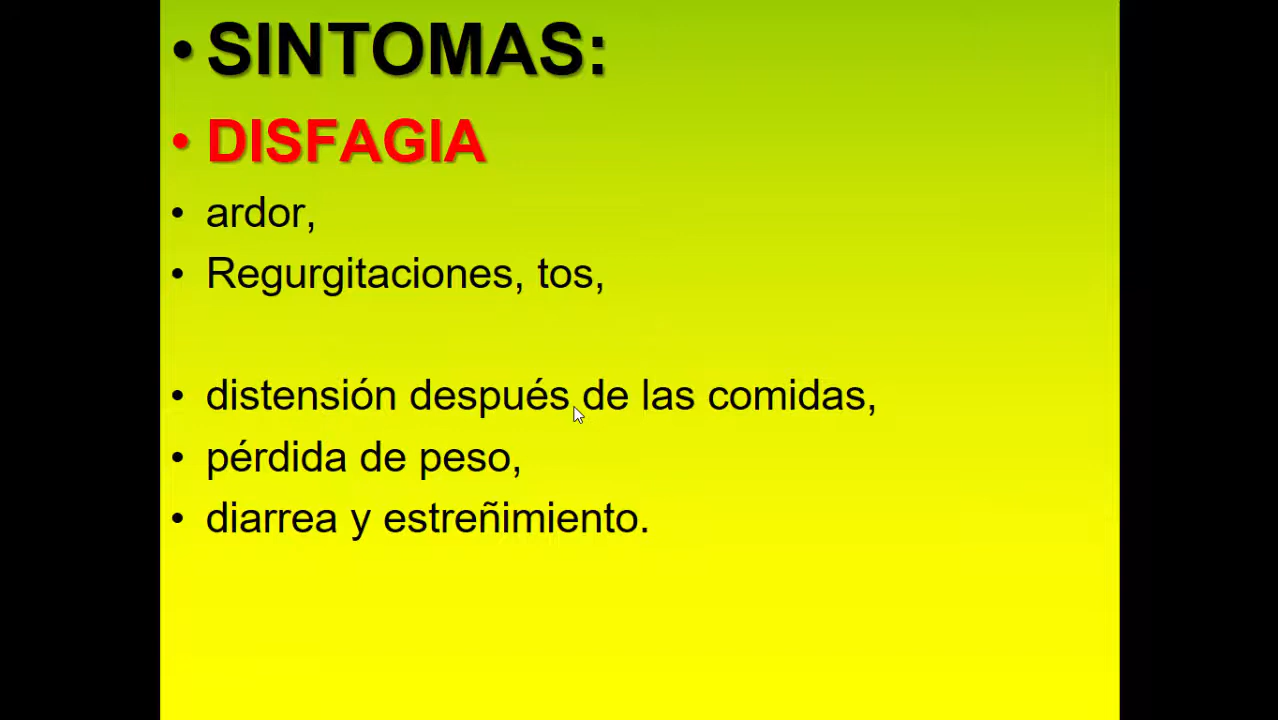 • SINTOMAS:
• DISFAGIA
• ardor,
• Regurgitaciones, tos,
• distensión después de las comidas,
• pérdida de peso,
• diarrea y estreñimiento.